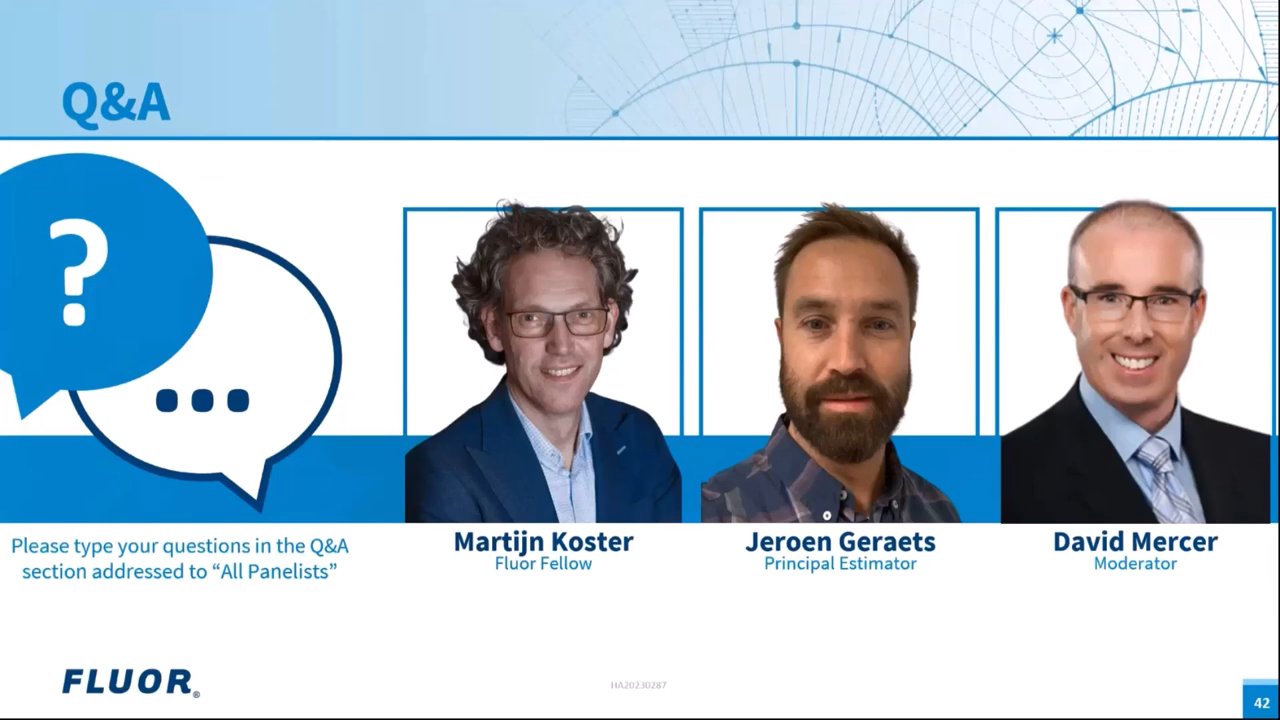 Q&A
?
Please type your questions in the Q&A
section addressed to “All Panelists”
Martijn Koster
Fluor Fellow
Jeroen Geraets
Principal Estimator
David Mercer
Moderator
FLUOR®
HA20230287
42